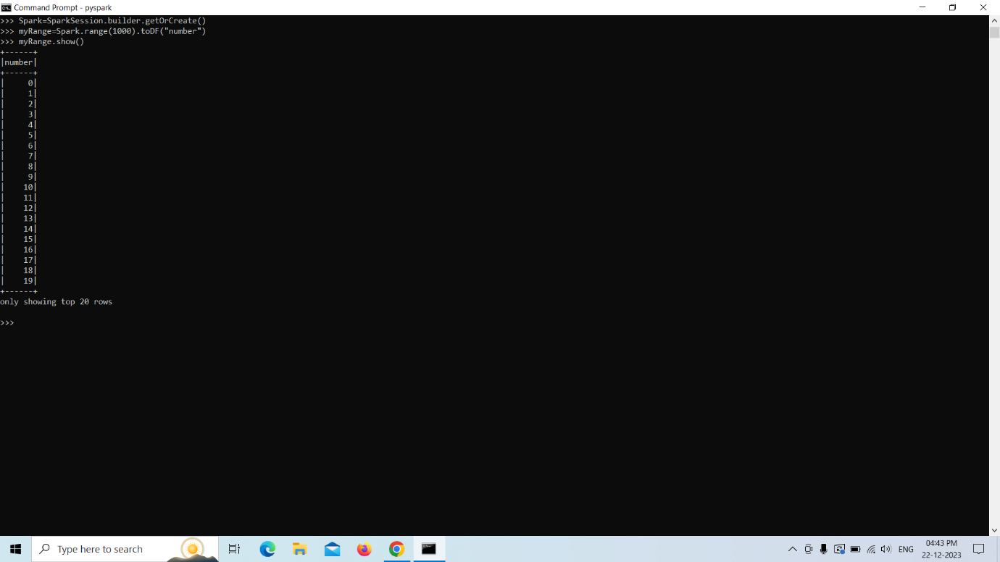 Command Prompt - pyspark
>>> Spark=SparkSession.builder.getOrCreate()
>>> myRange=Spark.range(1000).toDF("number")
>>> myRange.show()
+------+
|number|
+------+
|     0|
|     1|
|     2|
|     3|
|     4|
|     5|
|     6|
|     7|
|     8|
|     9|
|    10|
|    11|
|    12|
|    13|
|    14|
|    15|
|    16|
|    17|
|    18|
|    19|
+------+
only showing top 20 rows
>>>
Type here to search
ENG
04:43 PM
22-12-2023